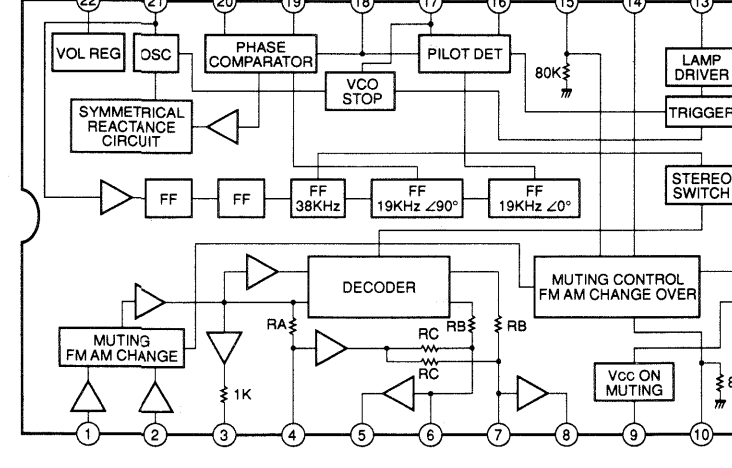 22 21 20 19 18 17 16 15 14 13
VOL REG
OSC
PHASE
COMPARATOR
PILOT DET
80K
LAMP
DRIVER
VCO
STOP
SYMMETRICAL
REACTANCE
CIRCUIT
TRIGGER
FF
FF
FF
38KHz
FF
19KHz ∠90°
FF
19KHz ∠0°
STEREO
SWITCH
DECODER
MUTING CONTROL
FM AM CHANGE OVER
RA
RB
RB
RC
RC
MUTING
FM AM CHANGE
1K
VCC ON
MUTING
8
1 2 3 4 5 6 7 8 9 10